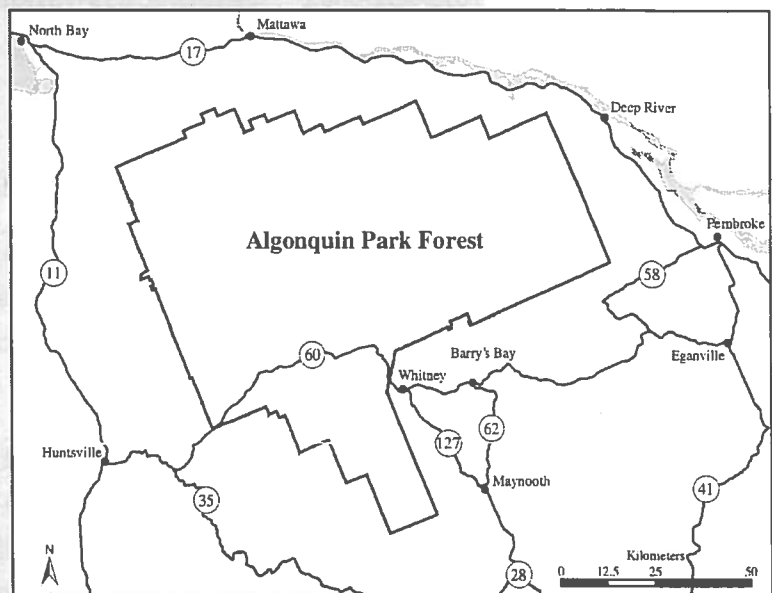 North Bay
Mattawa
17
Deep River
Pembroke
Algonquin Park Forest
11
58
60
Barry's Bay
Eganville
Whitney
62
127
Huntsville
Maynooth
35
41
N
Kilometers
28
0 12.5 25 50